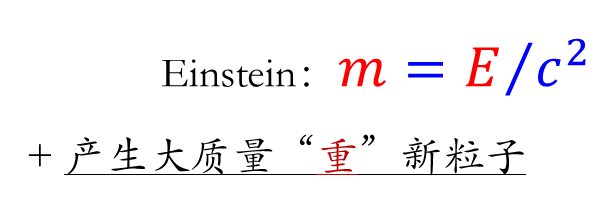 Einstein: m = E/c²
+ 产生大质量“重”新粒子